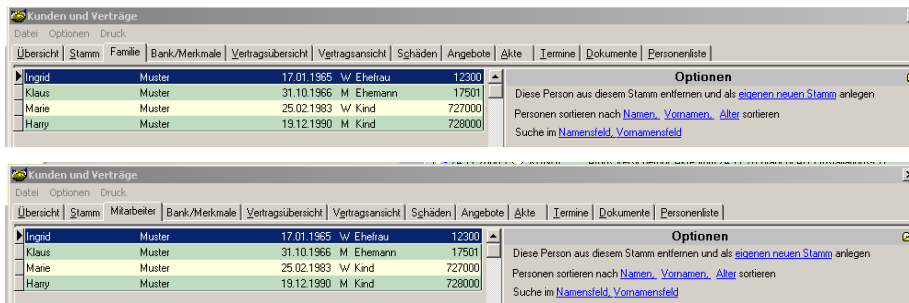 Kunden und Verträge
Datei Optionen Druck
Übersicht Stamm Familie Bank/Merkmale Vertragsübersicht Vertragsansicht Schäden Angebote Akte Termine Dokumente Personenliste
Ingrid Muster 17.01.1965 W Ehefrau 12300 Optionen
Klaus Muster 31.10.1966 M Ehemann 17501 Diese Person aus diesem Stamm entfernen und als eigenen neuen Stamm anlegen
Marie Muster 25.02.1983 W Kind 727000 Personen sortieren nach Namen, Vornamen, Alter sortieren
Harry Muster 19.12.1990 M Kind 728000 Suche im Namensfeld, Vornamensfeld
Kunden und Verträge
Datei Optionen Druck
Übersicht Stamm Mitarbeiter Bank/Merkmale Vertragsübersicht Vertragsansicht Schäden Angebote Akte Termine Dokumente Personenliste
Ingrid Muster 17.01.1965 W Ehefrau 12300 Optionen
Klaus Muster 31.10.1966 M Ehemann 17501 Diese Person aus diesem Stamm entfernen und als eigenen neuen Stamm anlegen
Marie Muster 25.02.1983 W Kind 727000 Personen sortieren nach Namen, Vornamen, Alter sortieren
Harry Muster 19.12.1990 M Kind 728000 Suche im Namensfeld, Vornamensfeld